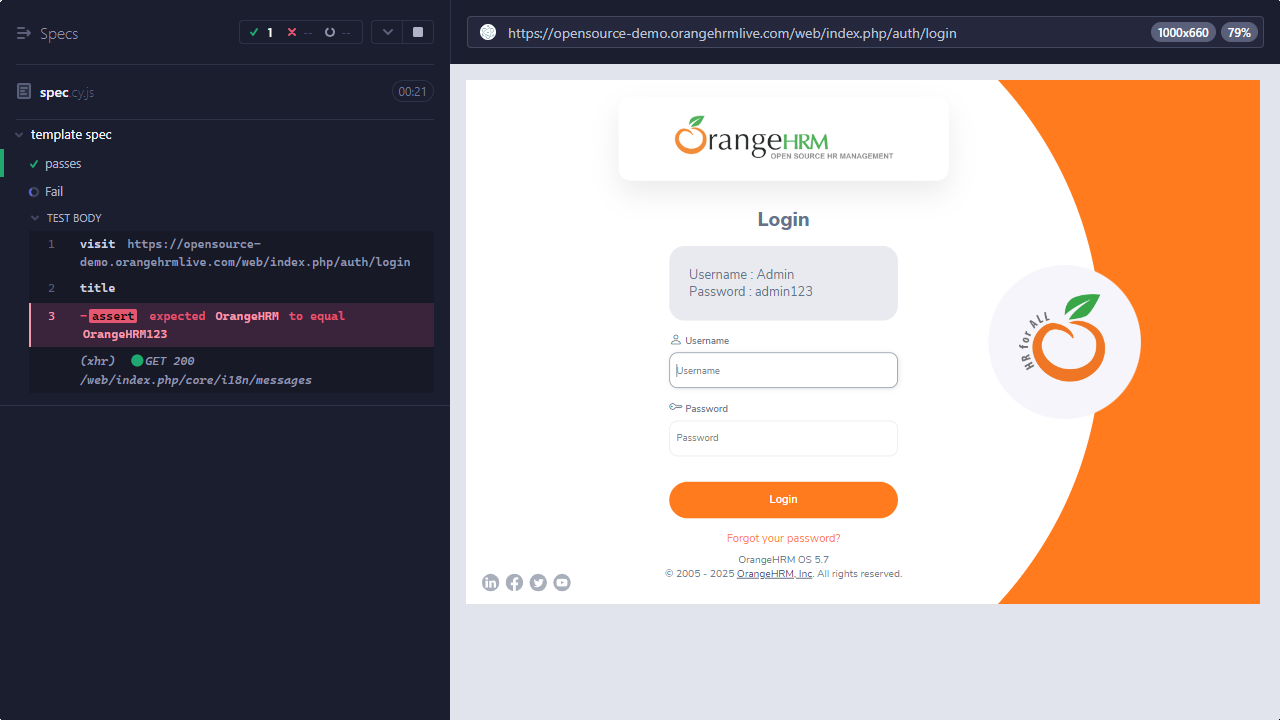 Specs
1 -- --
https://opensource-demo.orangehrmlive.com/web/index.php/auth/login
1000x660
79%
spec.cy.js
00:21
template spec
passes
Fail
TEST BODY
1 visit https://opensource-
demo.orangehrmlive.com/web/index.php/auth/login
2 title
3 -assert expected OrangeHRM to equal
OrangeHRM123
(xhr) GET 200
/web/index.php/core/i18n/messages
OrangeHRM
OPEN SOURCE HR MANAGEMENT
Login
Username : Admin
Password : admin123
Username
Username
Password
Password
Login
Forgot your password?
OrangeHRM OS 5.7
© 2005 - 2025 OrangeHRM, Inc. All rights reserved.
HR for ALL